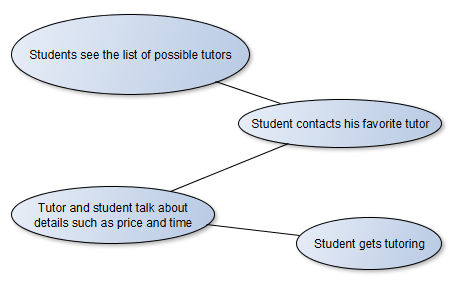 Students see the list of possible tutors
Student contacts his favorite tutor
Tutor and student talk about
details such as price and time
Student gets tutoring